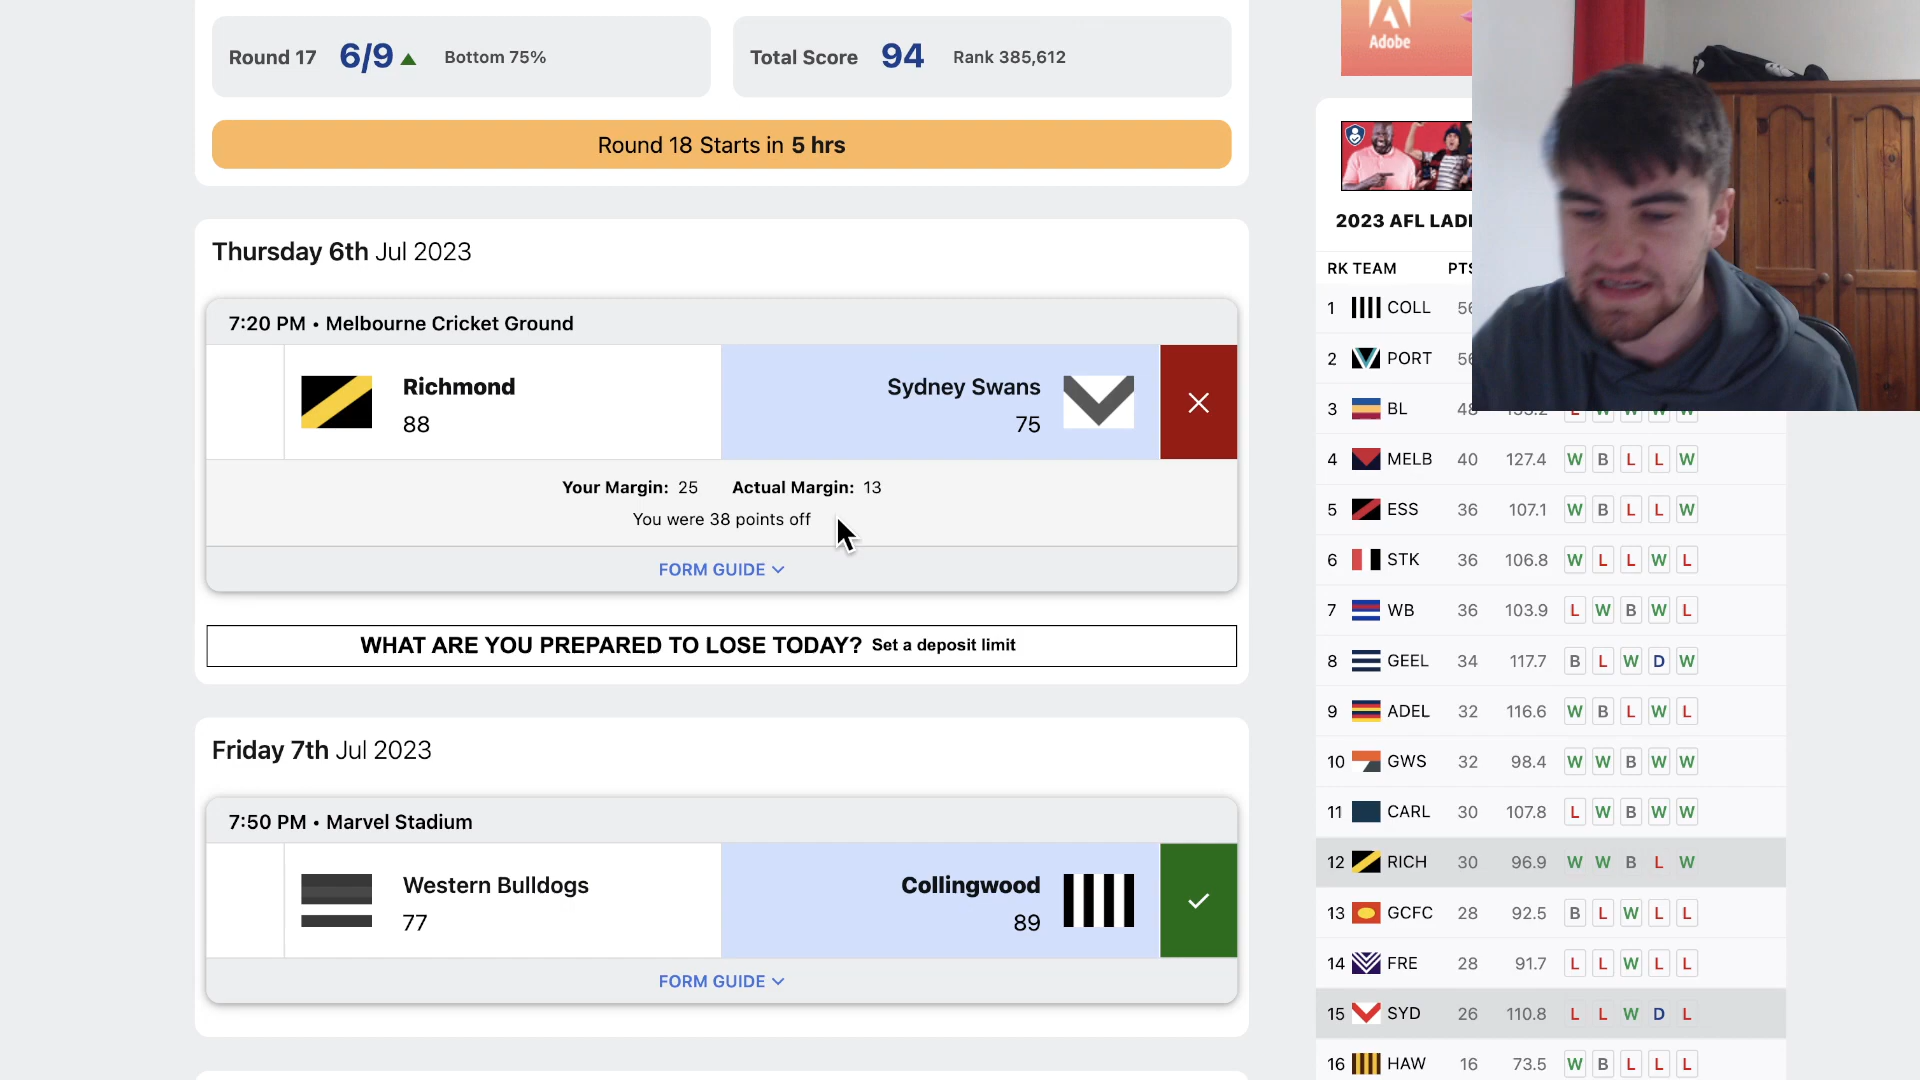 Round 17 6/9 Bottom 75%
Total Score 94 Rank 385,612
Round 18 Starts in 5 hrs
Thursday 6th Jul 2023
7:20 PM • Melbourne Cricket Ground
Richmond
88
Sydney Swans
75
Your Margin: 25 Actual Margin: 13
You were 38 points off
FORM GUIDE
WHAT ARE YOU PREPARED TO LOSE TODAY? Set a deposit limit
Friday 7th Jul 2023
7:50 PM • Marvel Stadium
Western Bulldogs
77
Collingwood
89
FORM GUIDE
Adobe
2023 AFL
RK TEAM
1 COLL
2 PORT
3 BL 48
4 MELB 40 127.4 W B L L W
5 ESS 36 107.1 W B L L W
6 STK 36 106.8 W L L W L
7 WB 36 103.9 L W B W L
8 GEEL 34 117.7 B L W D W
9 ADEL 32 116.6 W B L W L
10 GWS 32 98.4 W W B W W
11 CARL 30 107.8 L W B W W
12 RICH 30 96.9 W W B L W
13 GCFC 28 92.5 B L W L L
14 FRE 28 91.7 L L W L L
15 SYD 26 110.8 L L W D L
16 HAW 16 73.5 W B L L L